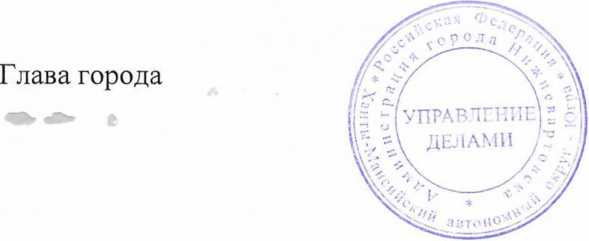 Глава города
* Российская Федерация * Ханты-Мансийский автономный округ - Югра
Администрация города Нижневартовска *
УПРАВЛЕНИЕ
ДЕЛАМИ